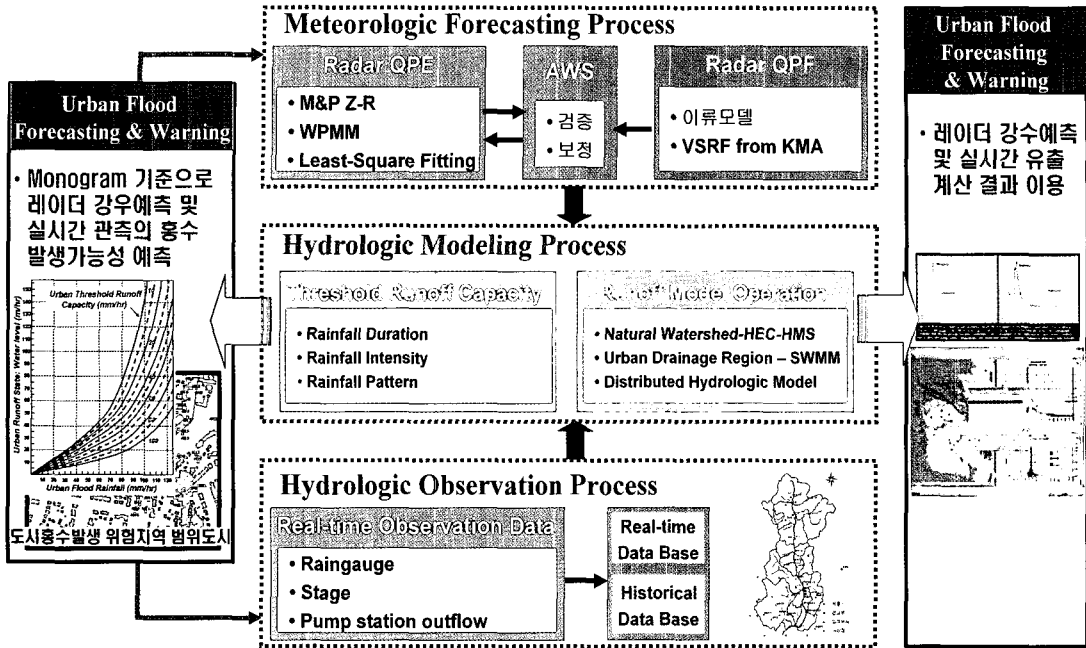 Urban Flood
Forecasting & Warning
• Monogram 기준으로
레이더 강우예측 및
실시간 관측의 홍수
발생가능성 예측
Urban Threshold Runoff
Capacity (mm/hr)
Urban Runoff State: Water level (m/hr)
Urban Flood Rainfall (mm/hr)
도시홍수발생 위험지역 범위도시
Meteorologic Forecasting Process
Radar QPE
• M&P Z-R
• WPMM
• Least-Square Fitting
AWS
• 검증
• 보정
Radar QPF
• 이류모델
• VSRF from KMA
Hydrologic Modeling Process
Threshold Runoff Capacity
• Rainfall Duration
• Rainfall Intensity
• Rainfall Pattern
Runoff Model Operation
• Natural Watershed-HEC-HMS
• Urban Drainage Region – SWMM
• Distributed Hydrologic Model
Hydrologic Observation Process
Real-time Observation Data
• Raingauge
• Stage
• Pump station outflow
Real-time
Data Base
Historical
Data Base
Urban Flood
Forecasting
& Warning
• 레이더 강수예측
및 실시간 유출
계산 결과 이용